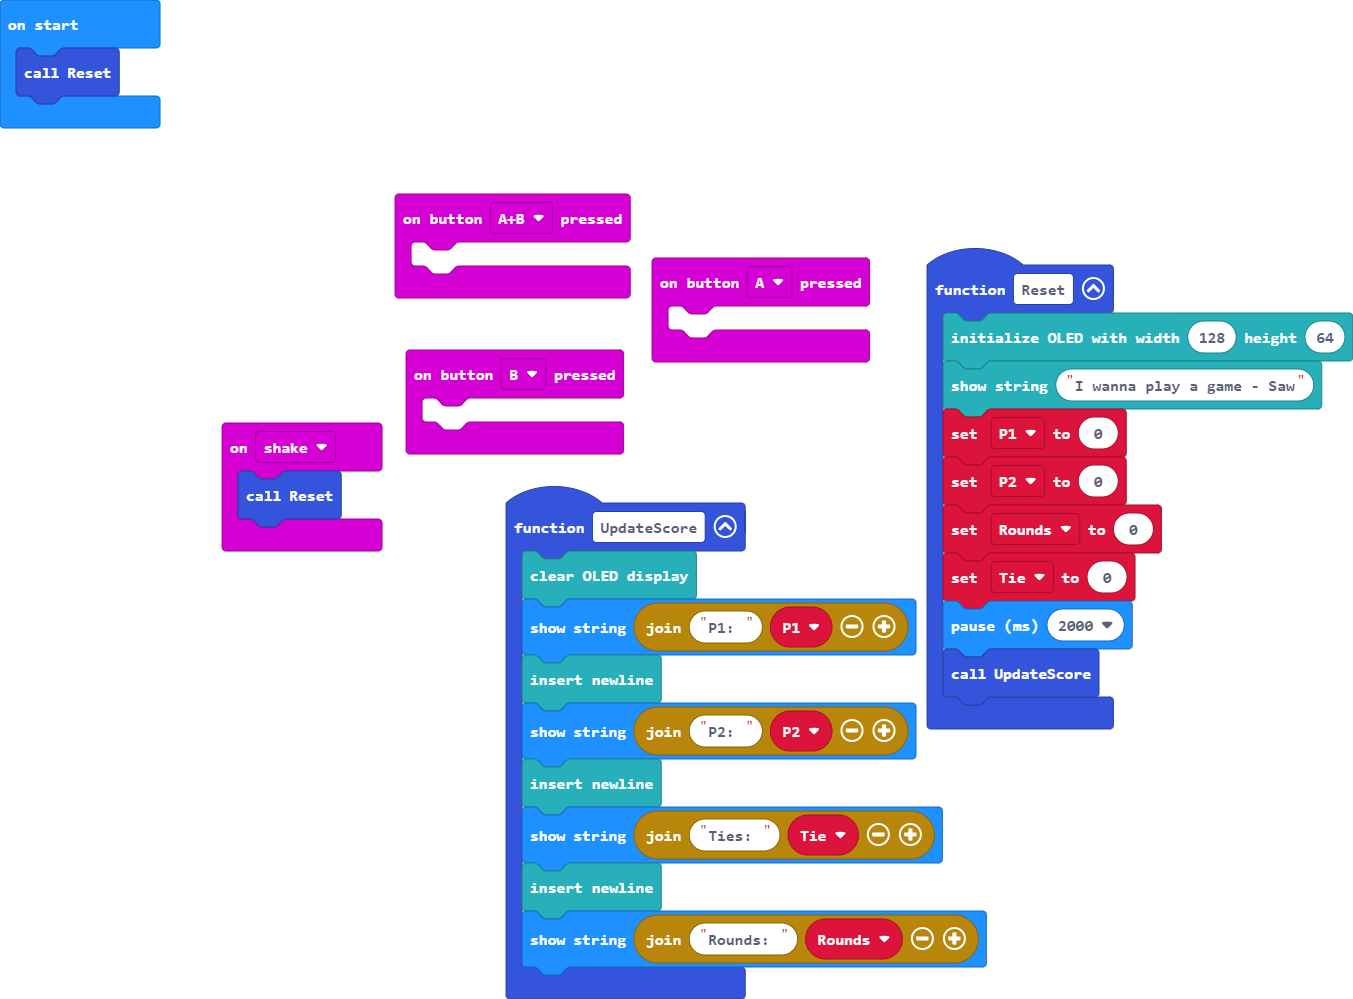 on start
call Reset
on button A+B pressed
on button A pressed
on button B pressed
on shake
call Reset
function UpdateScore
clear OLED display
show string join "P1: " P1
insert newline
show string join "P2: " P2
insert newline
show string join "Ties: " Tie
insert newline
show string join "Rounds: " Rounds
function Reset
initialize OLED with width 128 height 64
show string "I wanna play a game - Saw"
set P1 to 0
set P2 to 0
set Rounds to 0
set Tie to 0
pause (ms) 2000
call UpdateScore